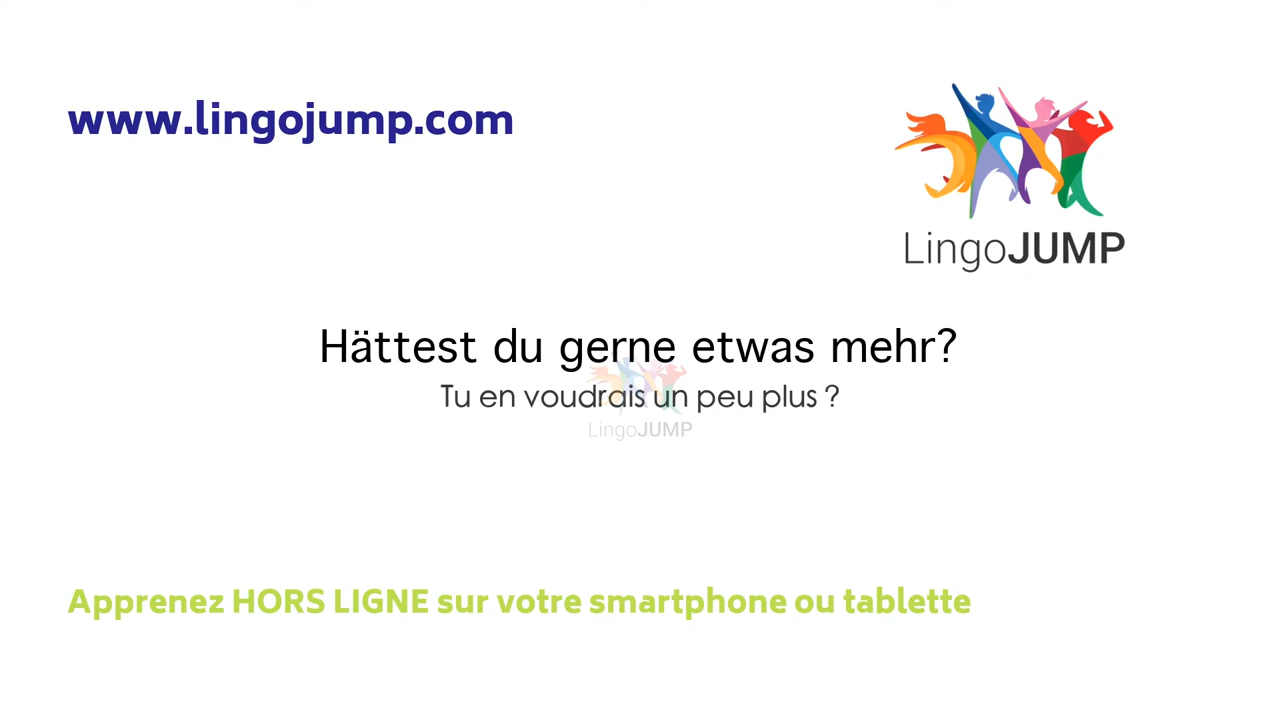 www.lingojump.com
LingoJUMP
Hättest du gerne etwas mehr?
Tu en voudrais un peu plus ?
LingoJUMP
Apprenez HORS LIGNE sur votre smartphone ou tablette